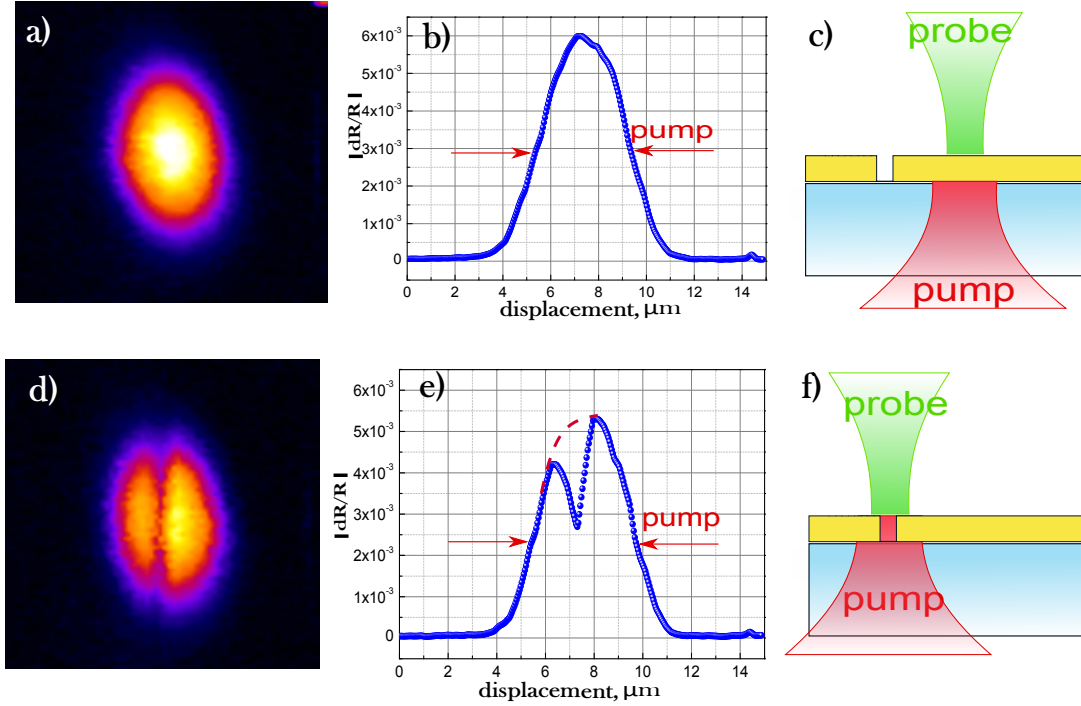 a)
b)
|dR/R|
6x10⁻³
5x10⁻³
4x10⁻³
3x10⁻³
2x10⁻³
1x10⁻³
0
pump
0 2 4 6 8 10 12 14
displacement, μm
c)
probe
pump
d)
e)
|dR/R|
6x10⁻³
5x10⁻³
4x10⁻³
3x10⁻³
2x10⁻³
1x10⁻³
0
pump
0 2 4 6 8 10 12 14
displacement, μm
f)
probe
pump